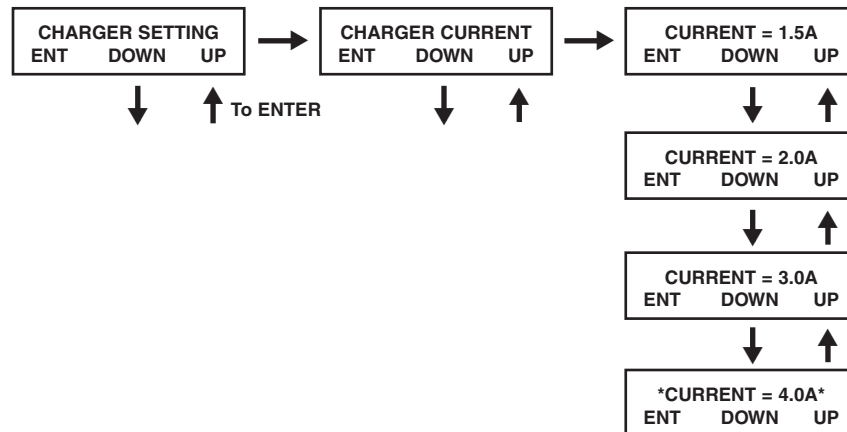 CHARGER SETTING
ENT DOWN UP
To ENTER
CHARGER CURRENT
ENT DOWN UP
CURRENT = 1.5A
ENT DOWN UP
CURRENT = 2.0A
ENT DOWN UP
CURRENT = 3.0A
ENT DOWN UP
*CURRENT = 4.0A*
ENT DOWN UP